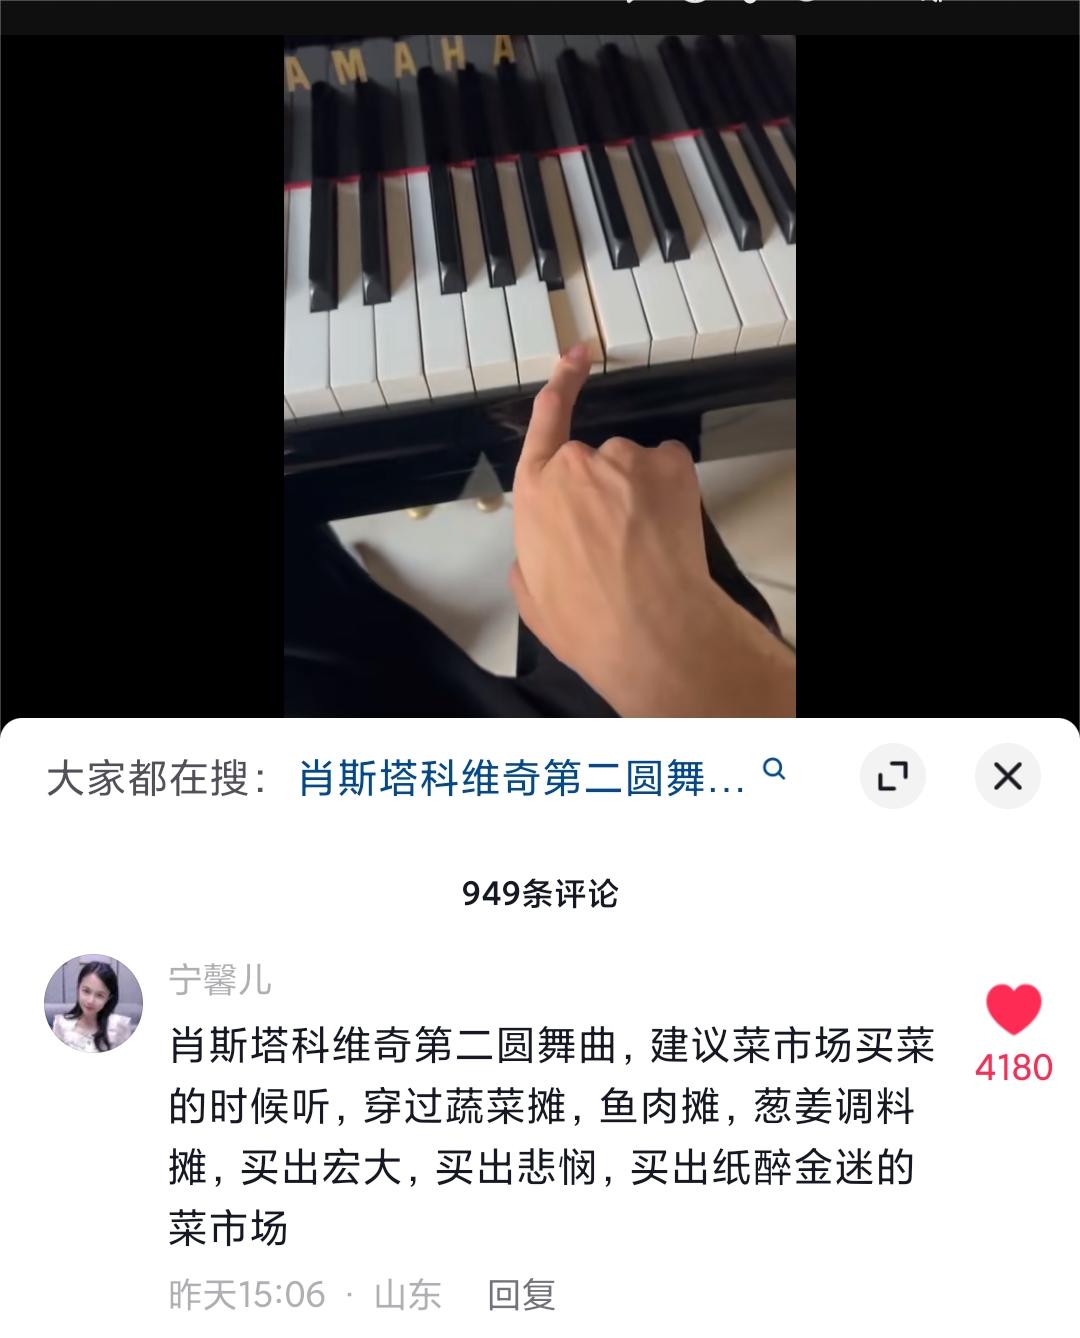 AMAHA
大家都在搜： 肖斯塔科维奇第二圆舞...
949条评论
宁馨儿
肖斯塔科维奇第二圆舞曲，建议菜市场买菜
的时候听，穿过蔬菜摊，鱼肉摊，葱姜调料
摊，买出宏大，买出悲悯，买出纸醉金迷的
菜市场
4180
昨天15:06 · 山东 回复